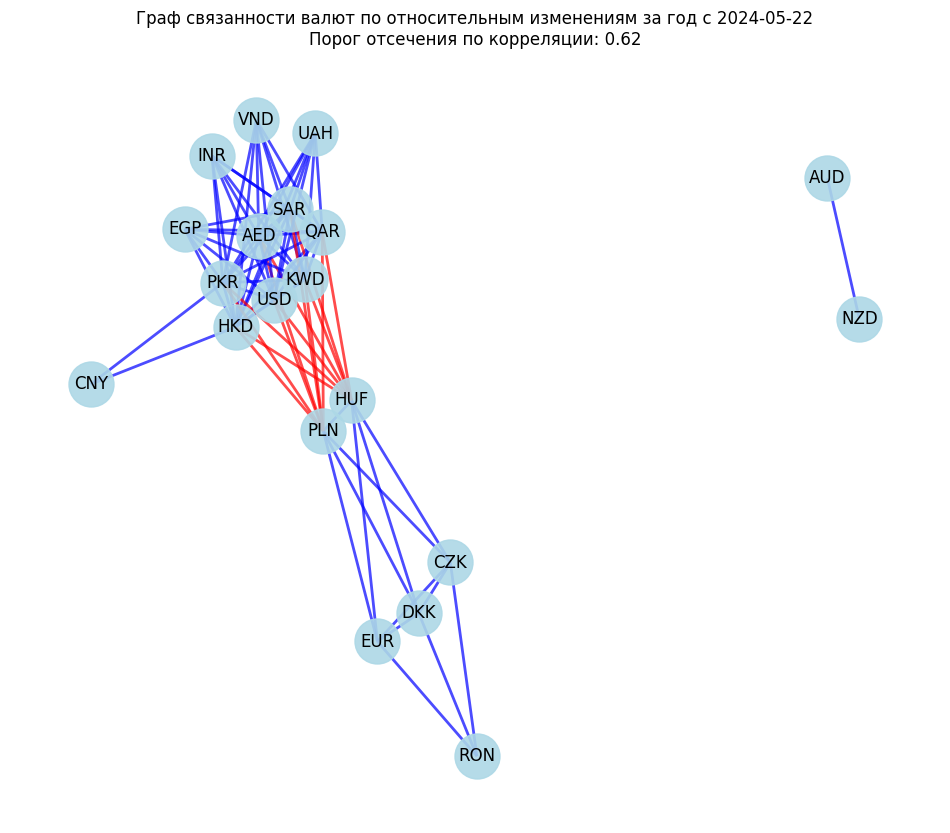 Граф связанности валют по относительным изменениям за год с 2024-05-22
Порог отсечения по корреляции: 0.62
VND
UAH
INR
AUD
SAR
EGP
AED
QAR
PKR
KWD
USD
NZD
HKD
CNY
HUF
PLN
CZK
DKK
EUR
RON